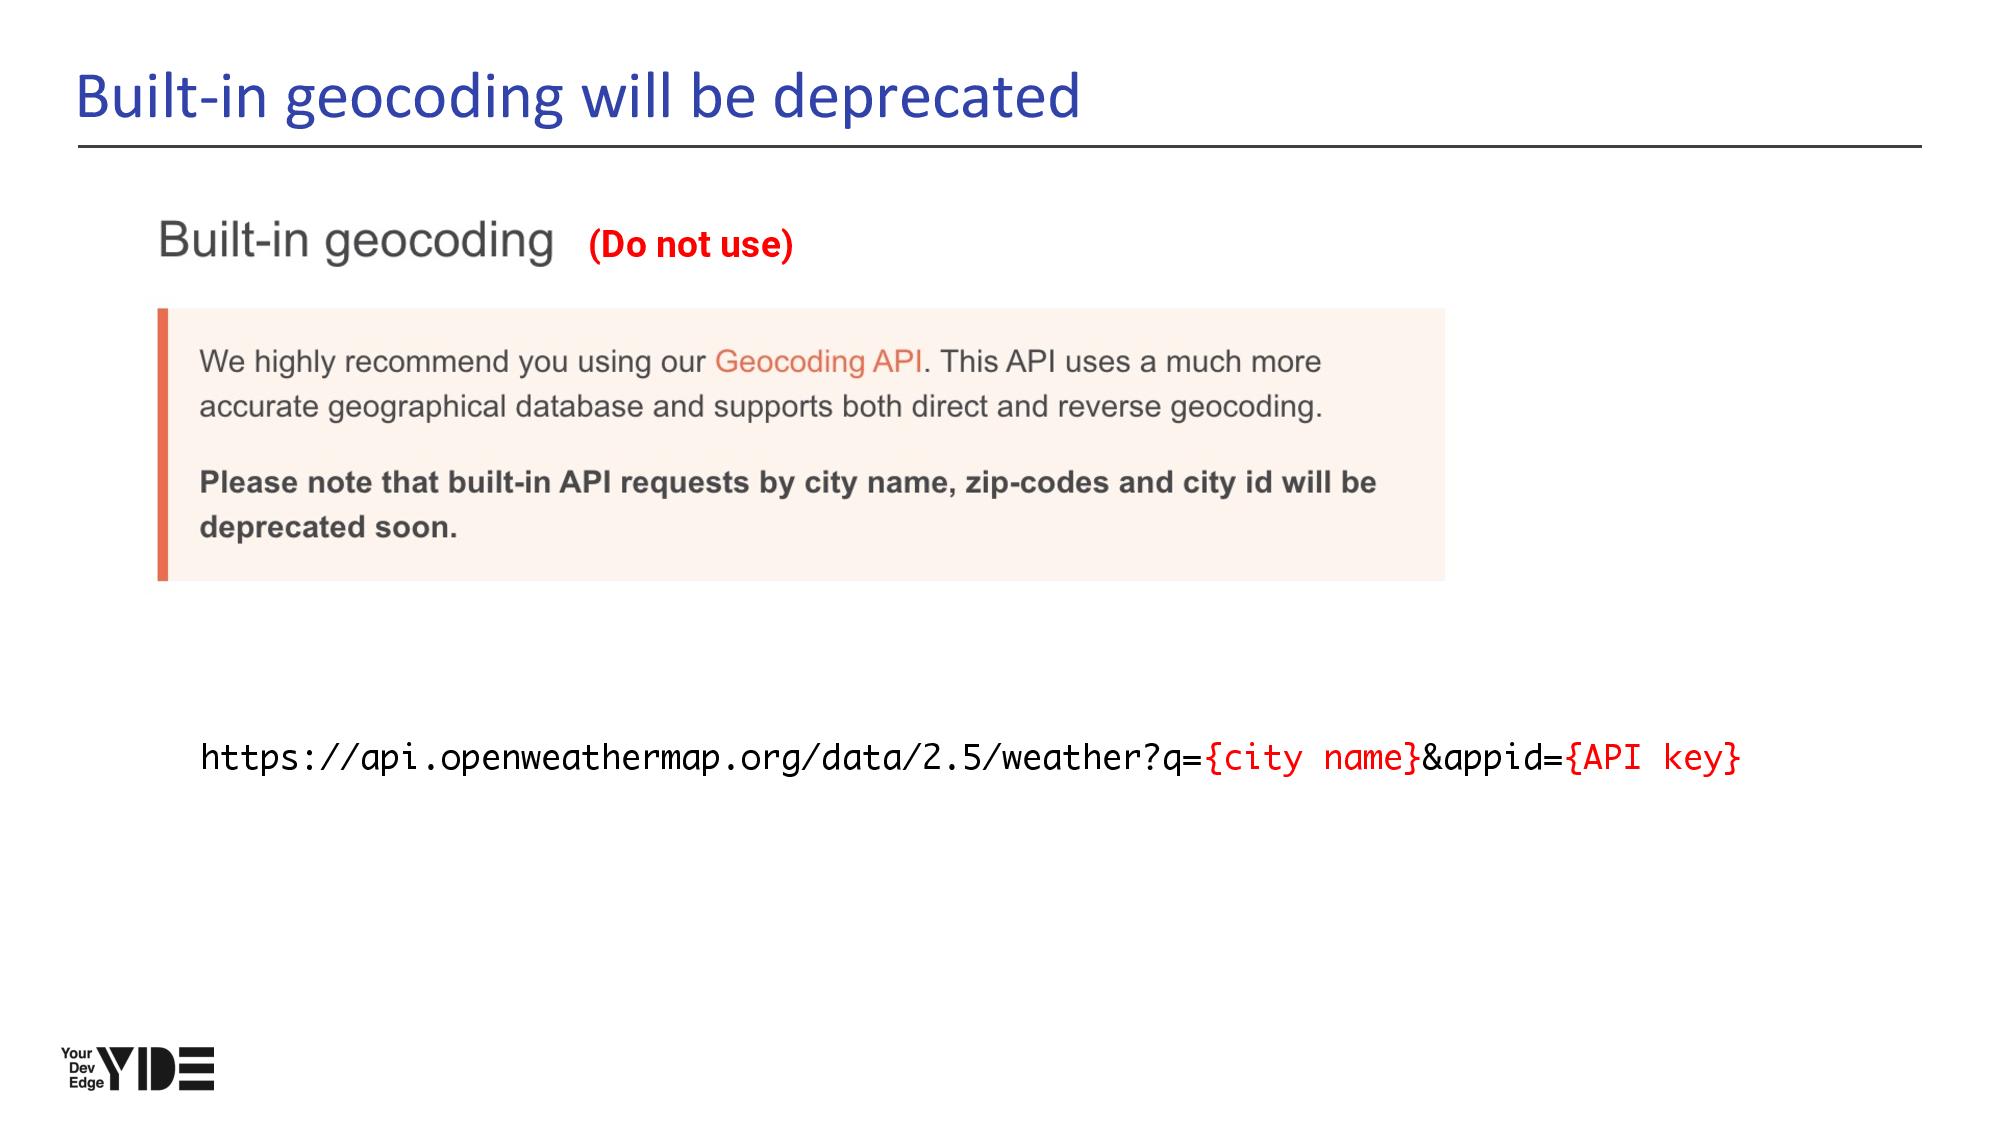 Built-in geocoding will be deprecated
Built-in geocoding (Do not use)
We highly recommend you using our Geocoding API. This API uses a much more
accurate geographical database and supports both direct and reverse geocoding.
Please note that built-in API requests by city name, zip-codes and city id will be
deprecated soon.
https://api.openweathermap.org/data/2.5/weather?q={city name}&appid={API key}
Your
Dev
Edge
YDE